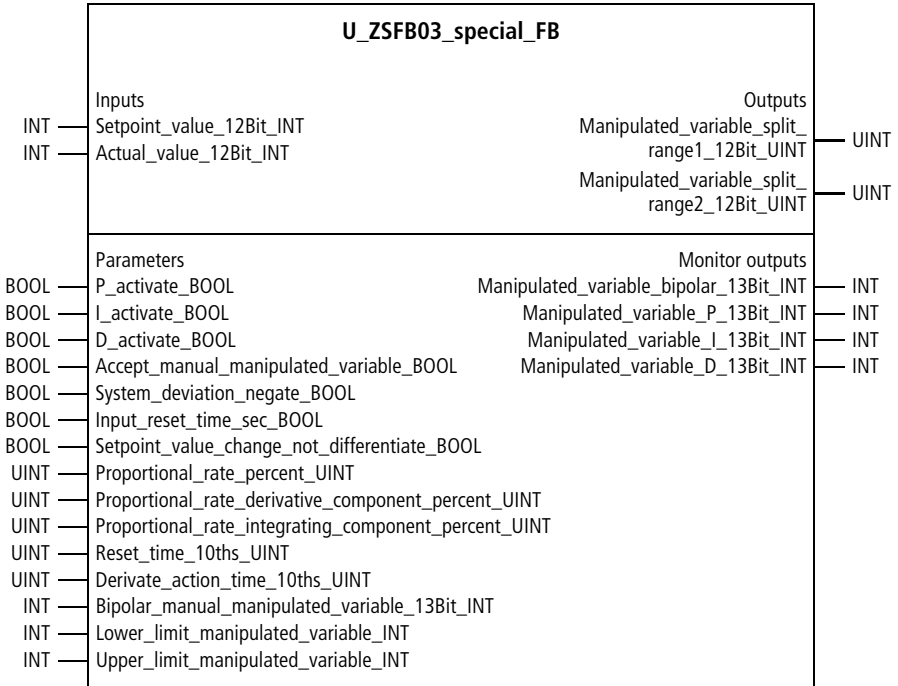 U_ZSFB03_special_FB
Inputs Outputs
INT Setpoint_value_12Bit_INT Manipulated_variable_split_
range1_12Bit_UINT UINT
INT Actual_value_12Bit_INT
Manipulated_variable_split_
range2_12Bit_UINT UINT
Parameters Monitor outputs
BOOL P_activate_BOOL Manipulated_variable_bipolar_13Bit_INT INT
BOOL I_activate_BOOL Manipulated_variable_P_13Bit_INT INT
BOOL D_activate_BOOL Manipulated_variable_I_13Bit_INT INT
BOOL Accept_manual_manipulated_variable_BOOL Manipulated_variable_D_13Bit_INT INT
BOOL System_deviation_negate_BOOL
BOOL Input_reset_time_sec_BOOL
BOOL Setpoint_value_change_not_differentiate_BOOL
UINT Proportional_rate_percent_UINT
UINT Proportional_rate_derivative_component_percent_UINT
UINT Proportional_rate_integrating_component_percent_UINT
UINT Reset_time_10ths_UINT
UINT Derivate_action_time_10ths_UINT
INT Bipolar_manual_manipulated_variable_13Bit_INT
INT Lower_limit_manipulated_variable_INT
INT Upper_limit_manipulated_variable_INT